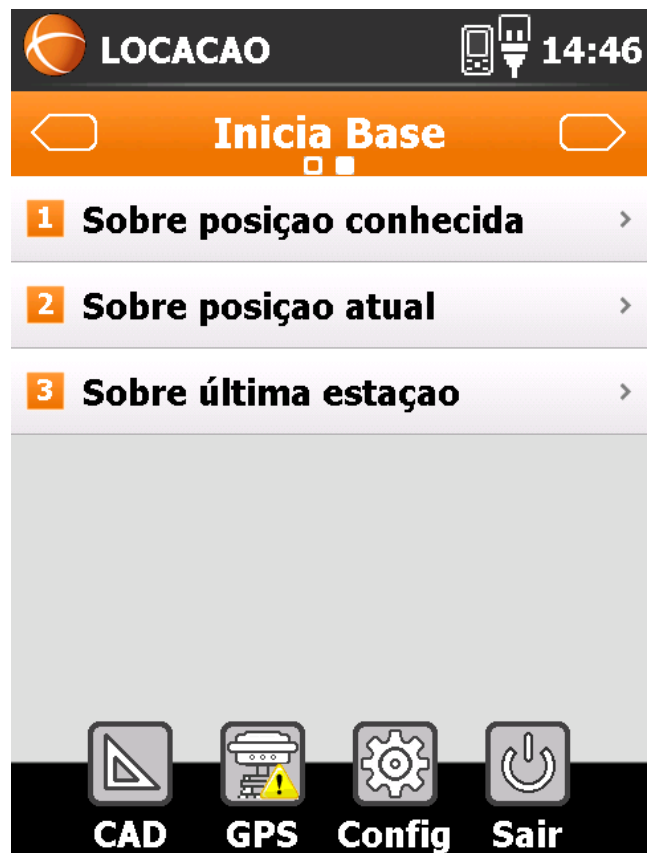 LOCACAO 14:46
Inicia Base
1 Sobre posiçao conhecida
2 Sobre posiçao atual
3 Sobre última estaçao
CAD GPS Config Sair